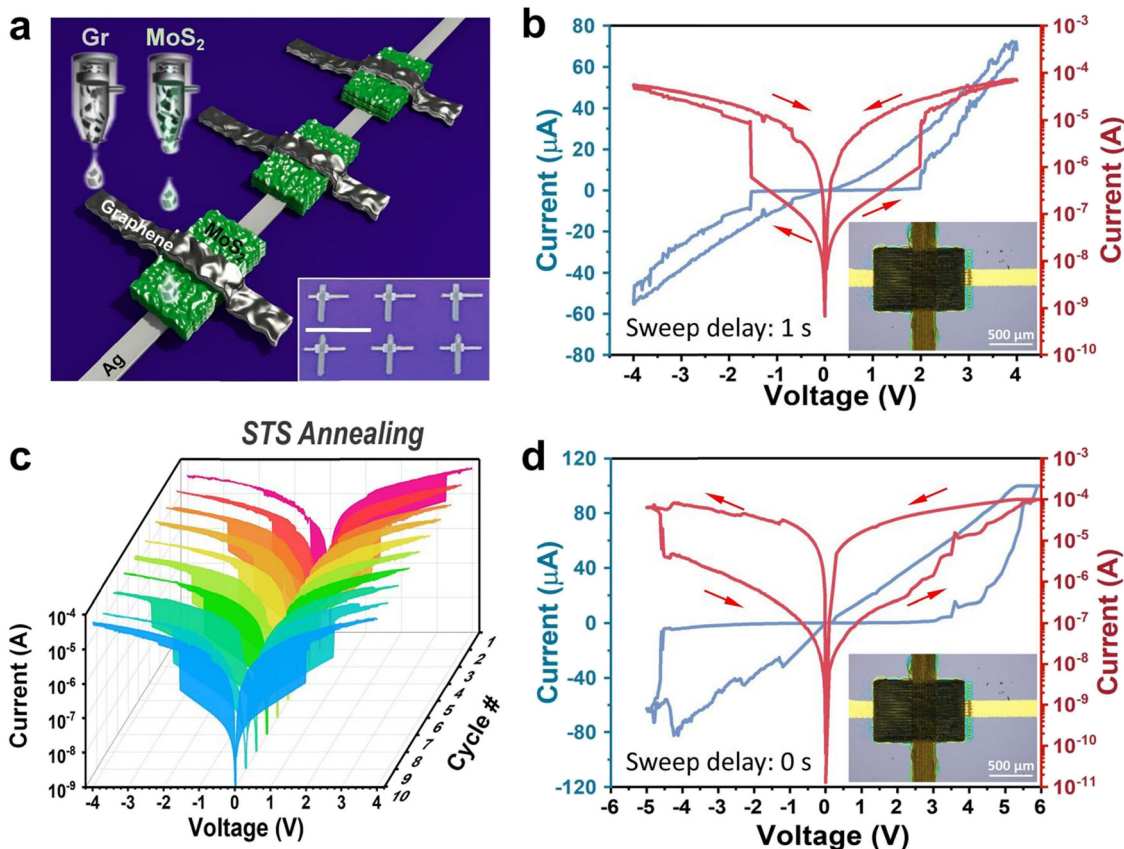 a
Gr
MoS₂
Graphene
MoS₂
Ag
b
80
60
40
20
0
-20
-40
-60
-80
Current (μA)
10⁻³
10⁻⁴
10⁻⁵
10⁻⁶
10⁻⁷
10⁻⁸
10⁻⁹
10⁻¹⁰
Current (A)
Sweep delay: 1 s
500 μm
-4 -3 -2 -1 0 1 2 3 4
Voltage (V)
c
STS Annealing
10⁻⁴
10⁻⁵
10⁻⁶
10⁻⁷
10⁻⁸
10⁻⁹
Current (A)
-4 -3 -2 -1 0 1 2 3 4
Voltage (V)
1
2
3
4
5
6
7
8
9
10
Cycle #
d
120
80
40
0
-40
-80
-120
Current (μA)
10⁻³
10⁻⁴
10⁻⁵
10⁻⁶
10⁻⁷
10⁻⁸
10⁻⁹
10⁻¹⁰
10⁻¹¹
Current (A)
Sweep delay: 0 s
500 μm
-5 -4 -3 -2 -1 0 1 2 3 4 5 6
Voltage (V)